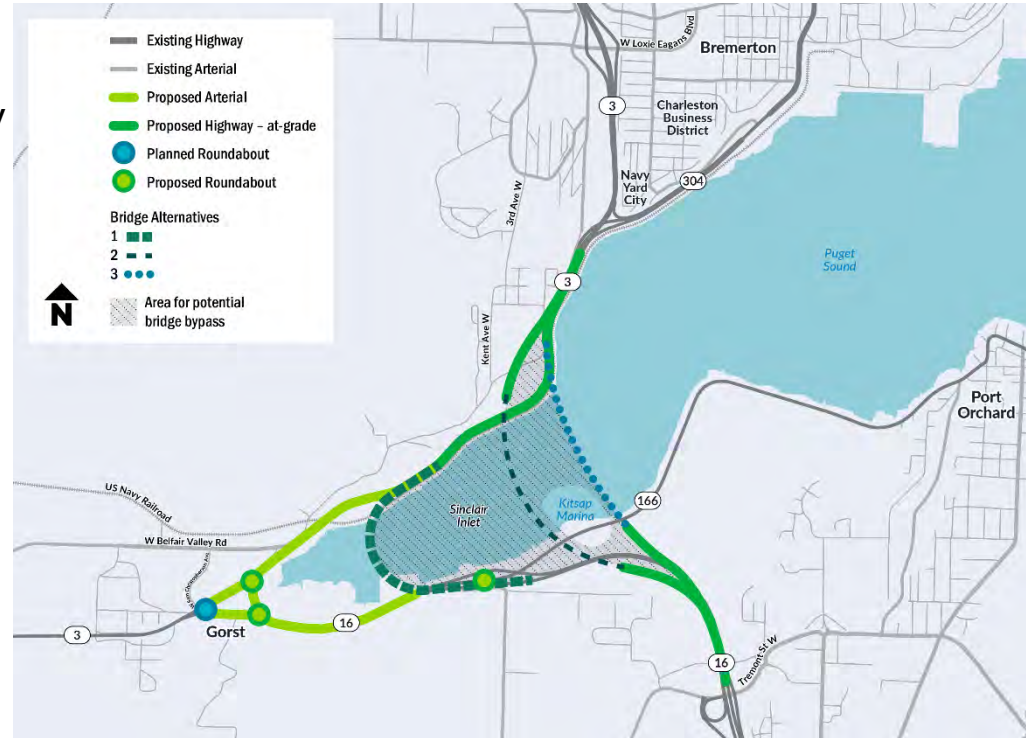 Existing Highway
Existing Arterial
Proposed Arterial
Proposed Highway – at-grade
Planned Roundabout
Proposed Roundabout
Bridge Alternatives
1
2
3
Area for potential
bridge bypass
N
y
W Loxie Eagans Blvd
Bremerton
3
Charleston
Business
District
Navy
Yard
City
304
3rd Ave W
Puget
Sound
3
Kent Ave W
Port
Orchard
US Navy
Railroad
Sinclair
Inlet
Kitsap
Marina
166
W Belfair Valley Rd
Gorst
3
16
16
Tremont St W